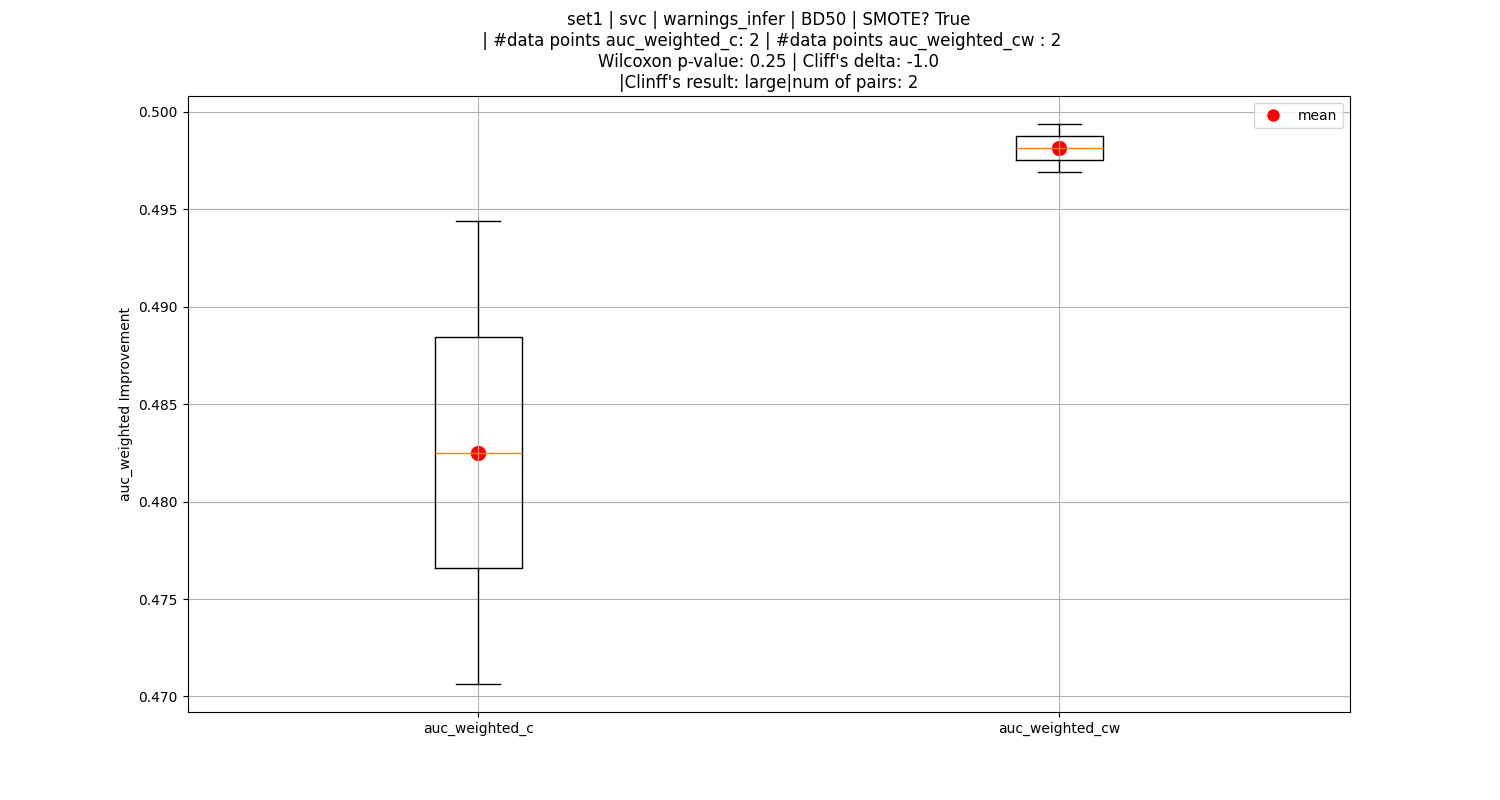 set1 | svc | warnings_infer | BD50 | SMOTE? True
| #data points auc_weighted_c: 2 | #data points auc_weighted_cw : 2
Wilcoxon p-value: 0.25 | Cliff's delta: -1.0
|Clinff's result: large|num of pairs: 2
mean
auc_weighted Improvement
0.500
0.495
0.490
0.485
0.480
0.475
0.470
auc_weighted_c
auc_weighted_cw